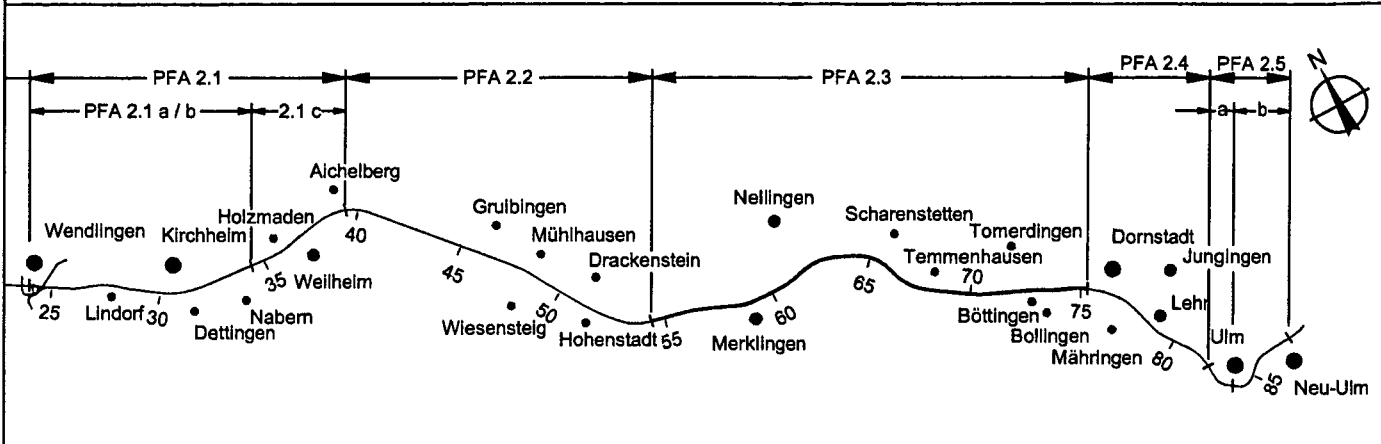 PFA 2.1
PFA 2.2
PFA 2.3
PFA 2.4
PFA 2.5
N
PFA 2.1 a / b
2.1 c
a
b
Aichelberg
Wendlingen
Holzmaden
Kirchheim
Weilheim
Lindorf
Dettingen
Nabern
Gruibingen
Mühlhausen
Drackenstein
Wiesensteig
Hohenstadt
Nellingen
Merklingen
Scharenstetten
Temmenhausen
Tomerdingen
Böttingen
Bollingen
Mähringen
Dornstadt
Jungingen
Lehr
Ulm
Neu-Ulm
25
30
35
40
45
50
55
60
65
70
75
80
85